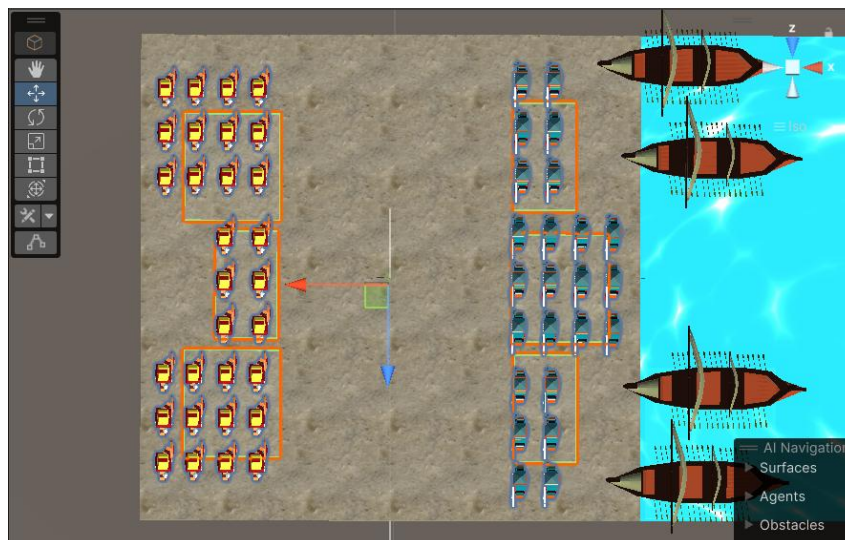 z
x
Iso
AI Navigation
Surfaces
Agents
Obstacles